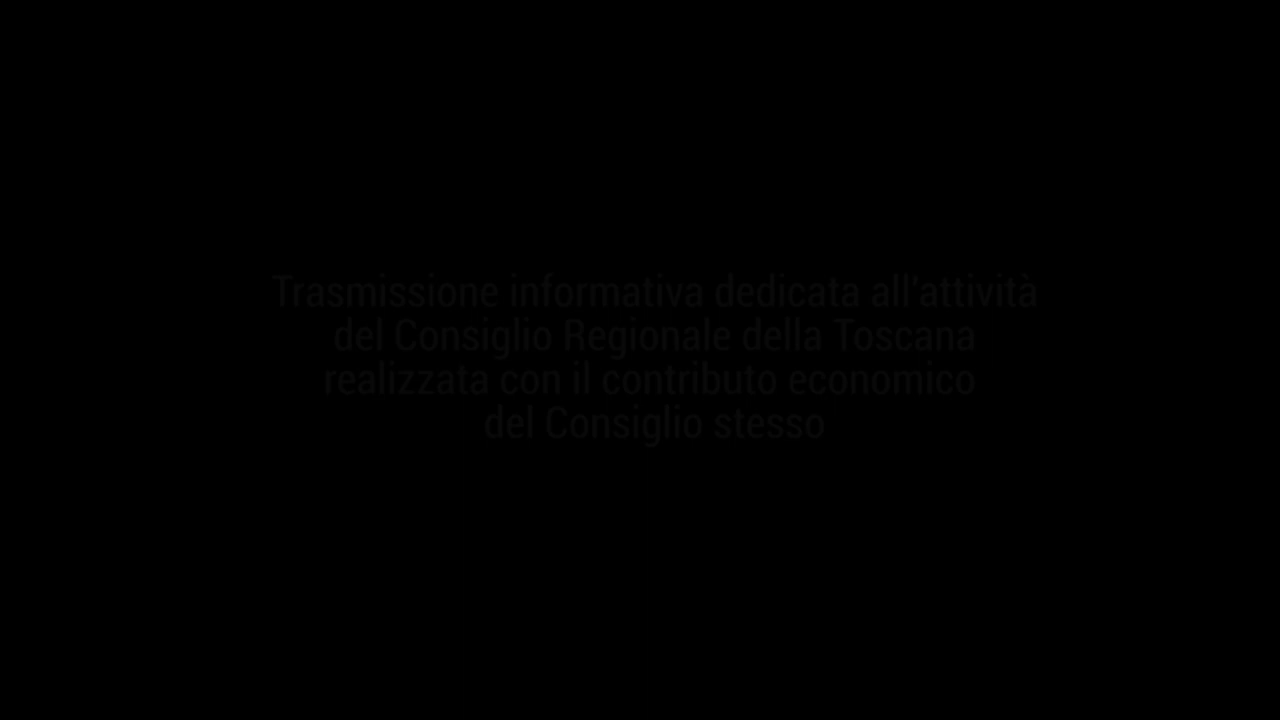 Trasmissione informativa dedicata all'attività
del Consiglio Regionale della Toscana
realizzata con il contributo economico
del Consiglio stesso